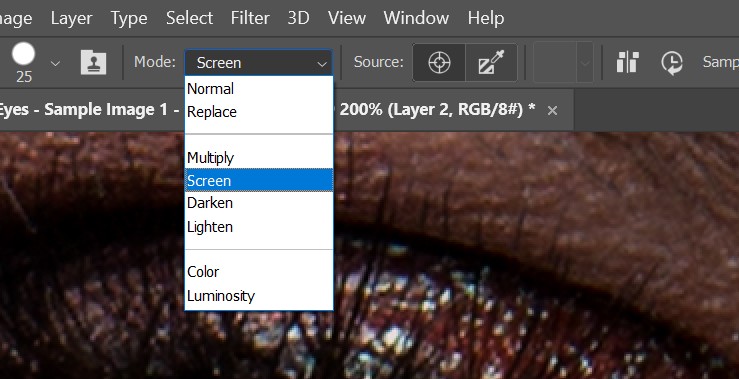 nage Layer Type Select Filter 3D View Window Help
25 Mode: Screen Source: Samp
Eyes - Sample Image 1 - 200% (Layer 2, RGB/8#) * ×
Normal
Replace
Multiply
Screen
Darken
Lighten
Color
Luminosity